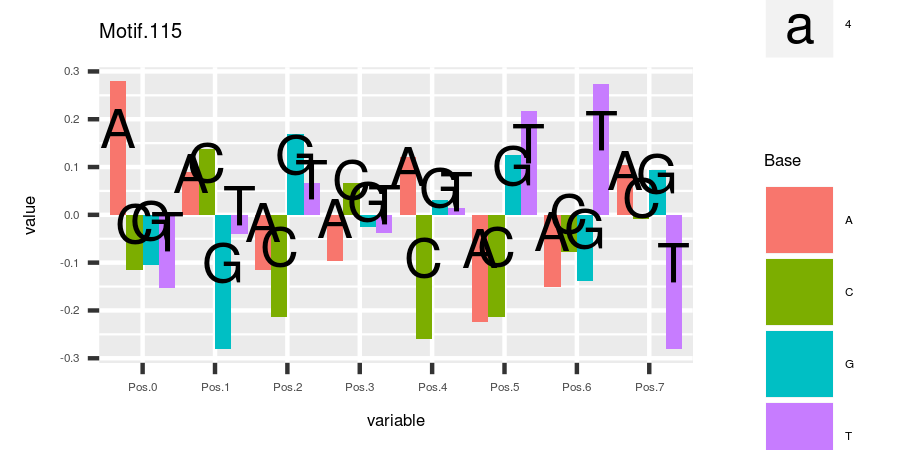 Motif.115
a
4
0.3
0.2
0.1
0.0
-0.1
-0.2
-0.3
value
A C G T A C G T A C G T A C G T A C G T A C G T A C G T A C G T
Pos.0 Pos.1 Pos.2 Pos.3 Pos.4 Pos.5 Pos.6 Pos.7
variable
Base
A
C
G
T